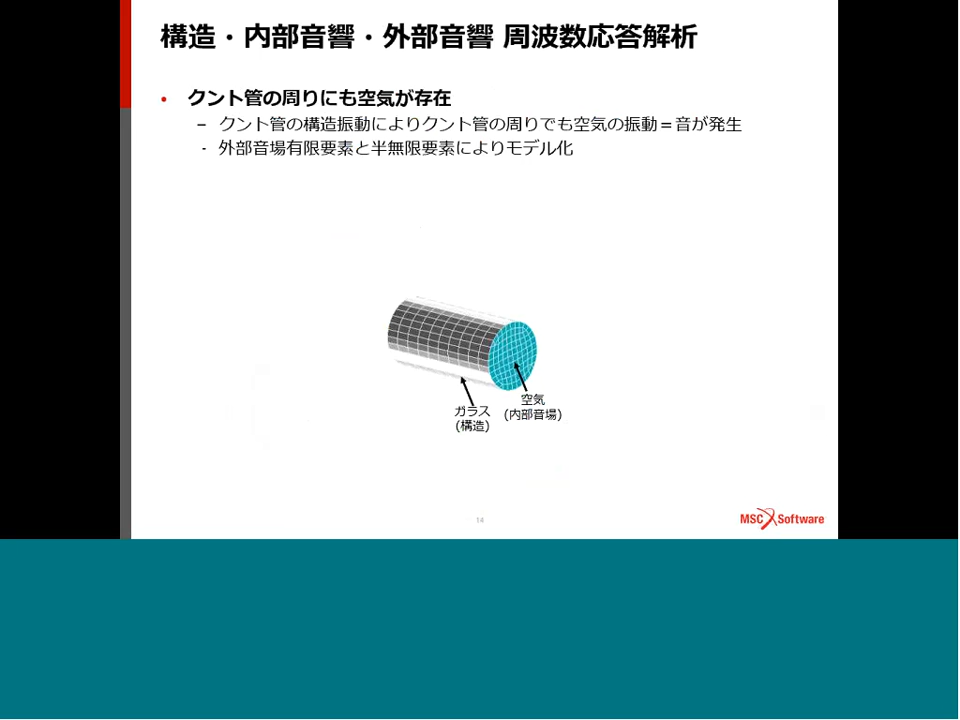 構造・内部音響・外部音響 周波数応答解析
• クント管の周りにも空気が存在
– クント管の構造振動によりクント管の周りでも空気の振動＝音が発生
- 外部音場有限要素と半無限要素によりモデル化
空気
(内部音場)
ガラス
(構造)
14
MSC Software